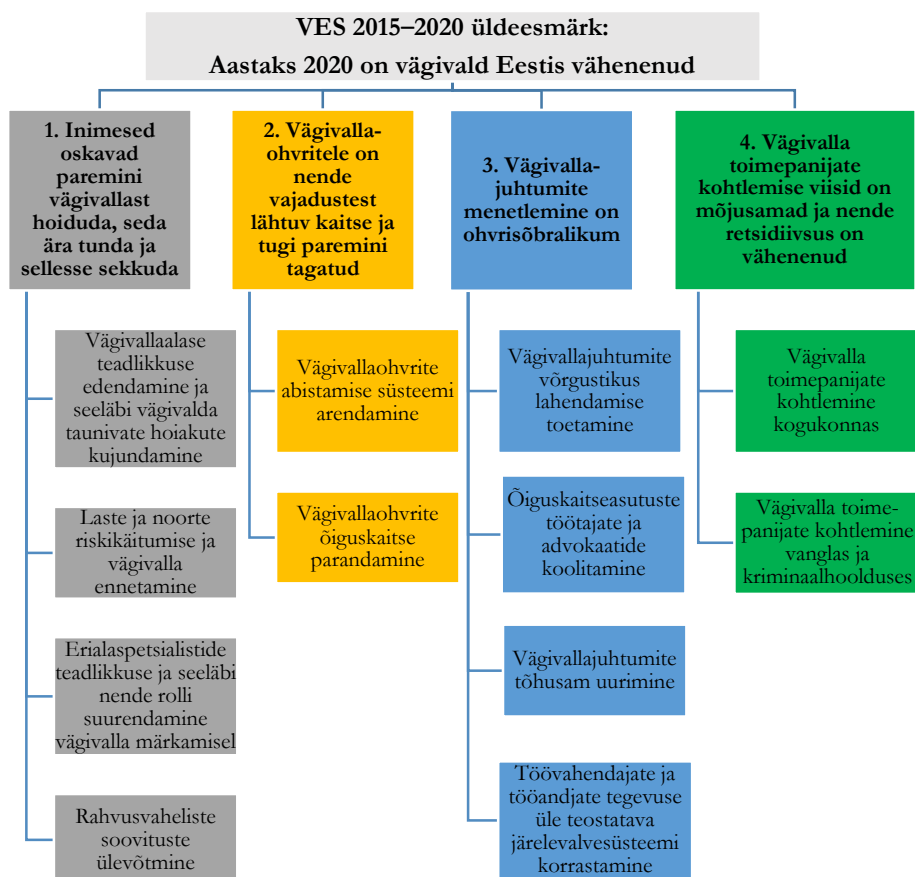 VES 2015–2020 üldeesmärk:
Aastaks 2020 on vägivald Eestis vähenenud
1. Inimesed
oskavad
paremini
vägivallast
hoiduda, seda
ära tunda ja
sellesse sekkuda
2. Vägivalla-
ohvritele on
nende
vajadustest
lähtuv kaitse ja
tugi paremini
tagatud
3. Vägivalla-
juhtumite
menetlemine on
ohvrisõbralikum
4. Vägivalla
toimepanijate
kohtlemise viisid on
mõjusamad ja nende
retsidiivsus on
vähenenud
Vägivallaalase
teadlikkuse
edendamine ja
seeläbi vägivalda
taunivate hoiakute
kujundamine
Laste ja noorte
riskikäitumise ja
vägivalla
ennetamine
Erialaspetsialistide
teadlikkuse ja seeläbi
nende rolli
suurendamine
vägivalla märkamisel
Rahvusvaheliste
soovituste
ülevõtmine
Vägivallaohvrite
abistamise süsteemi
arendamine
Vägivallaohvrite
õiguskaitse
parandamine
Vägivallajuhtumite
võrgustikus
lahendamise
toetamine
Õiguskaitseasutuste
töötajate ja
advokaatide
koolitamine
Vägivallajuhtumite
tõhusam uurimine
Töövahendajate ja
tööandjate tegevuse
üle teostatava
järelevalvesüsteemi
korrastamine
Vägivalla
toimepanijate
kohtlemine
kogukonnas
Vägivalla toime-
panijate kohtlemine
vanglas ja
kriminaalhoolduses